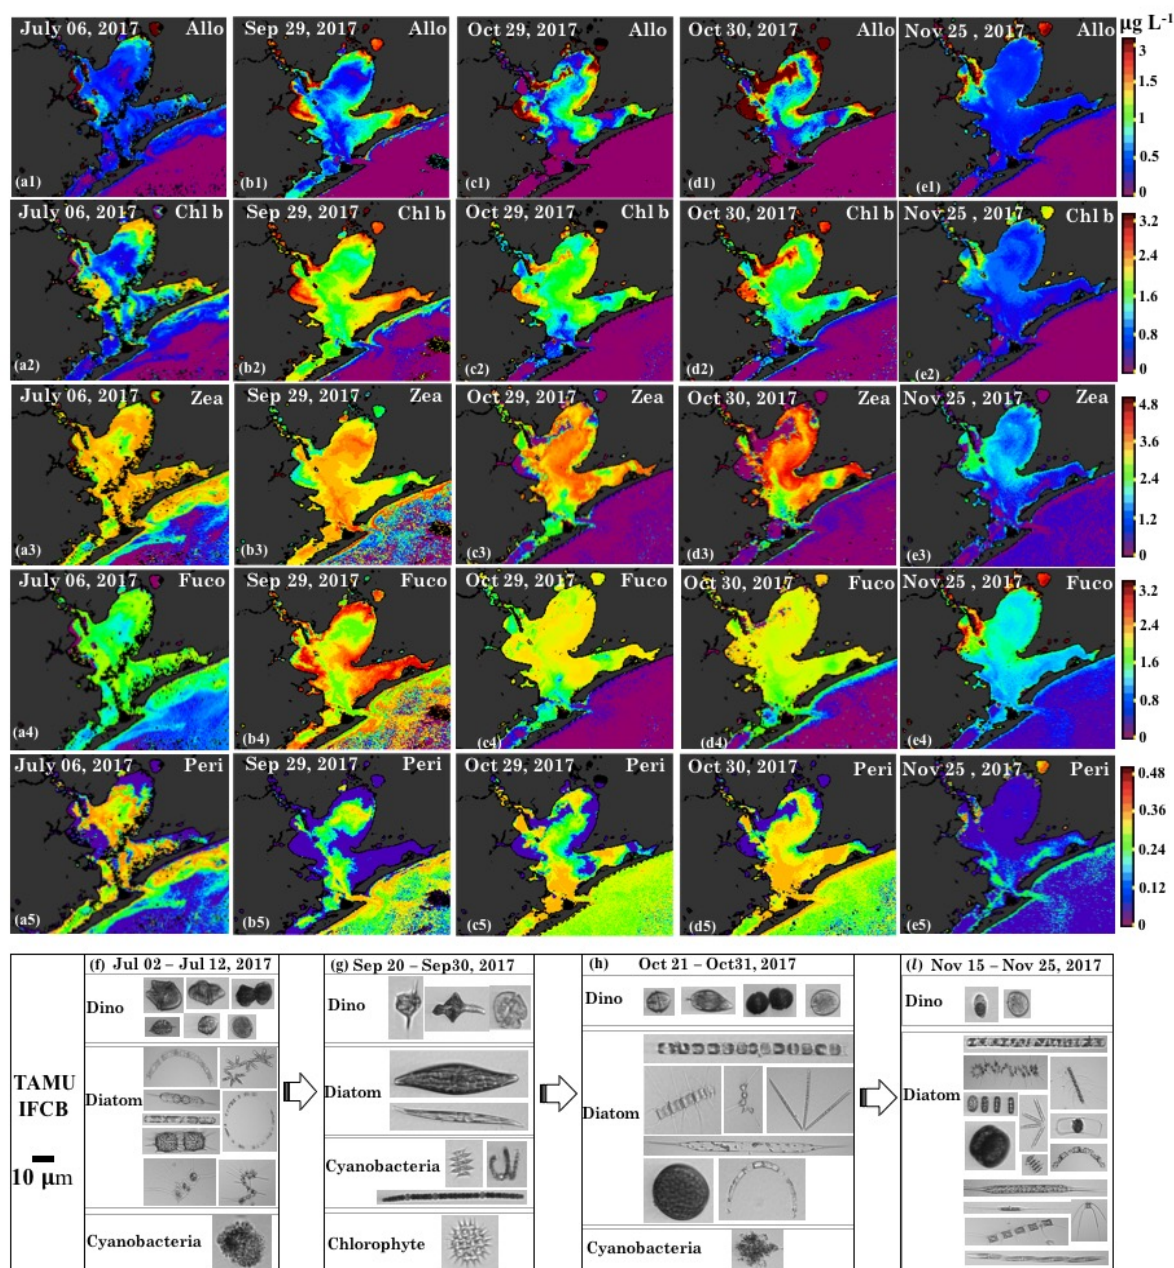 July 06, 2017 Allo
Sep 29, 2017 Allo
Oct 29, 2017 Allo
Oct 30, 2017 Allo
Nov 25 , 2017 Allo
µg L-1
3
1
0.5
0
(a1)
(b1)
(c1)
(d1)
(e1)
July 06, 2017 Chl b
Sep 29, 2017 Chl b
Oct 29, 2017 Chl b
Oct 30, 2017 Chl b
Nov 25 , 2017 Chl b
3.2
2.4
1.6
0.8
0
(a2)
(b2)
(c2)
(d2)
(e2)
July 06, 2017 Zea
Sep 29, 2017 Zea
Oct 29, 2017 Zea
Oct 30, 2017 Zea
Nov 25 , 2017 Zea
4.8
3.6
2.4
1.2
0
(a3)
(b3)
(c3)
(d3)
(e3)
July 06, 2017 Fuco
Sep 29, 2017 Fuco
Oct 29, 2017 Fuco
Oct 30, 2017 Fuco
Nov 25 , 2017 Fuco
3.2
2.4
1.6
0.8
0
(a4)
(b4)
(c4)
(d4)
(e4)
July 06, 2017 Peri
Sep 29, 2017 Peri
Oct 29, 2017 Peri
Oct 30, 2017 Peri
Nov 25 , 2017 Peri
0.48
0.36
0.24
0.12
0
(a5)
(b5)
(c5)
(d5)
(e5)
TAMU
IFCB
10 µm
(f) Jul 02 – Jul 12, 2017
Dino
Diatom
Cyanobacteria
(g) Sep 20 – Sep30, 2017
Dino
Diatom
Cyanobacteria
Chlorophyte
(h) Oct 21 – Oct31, 2017
Dino
Diatom
Cyanobacteria
(l) Nov 15 – Nov 25, 2017
Dino
Diatom